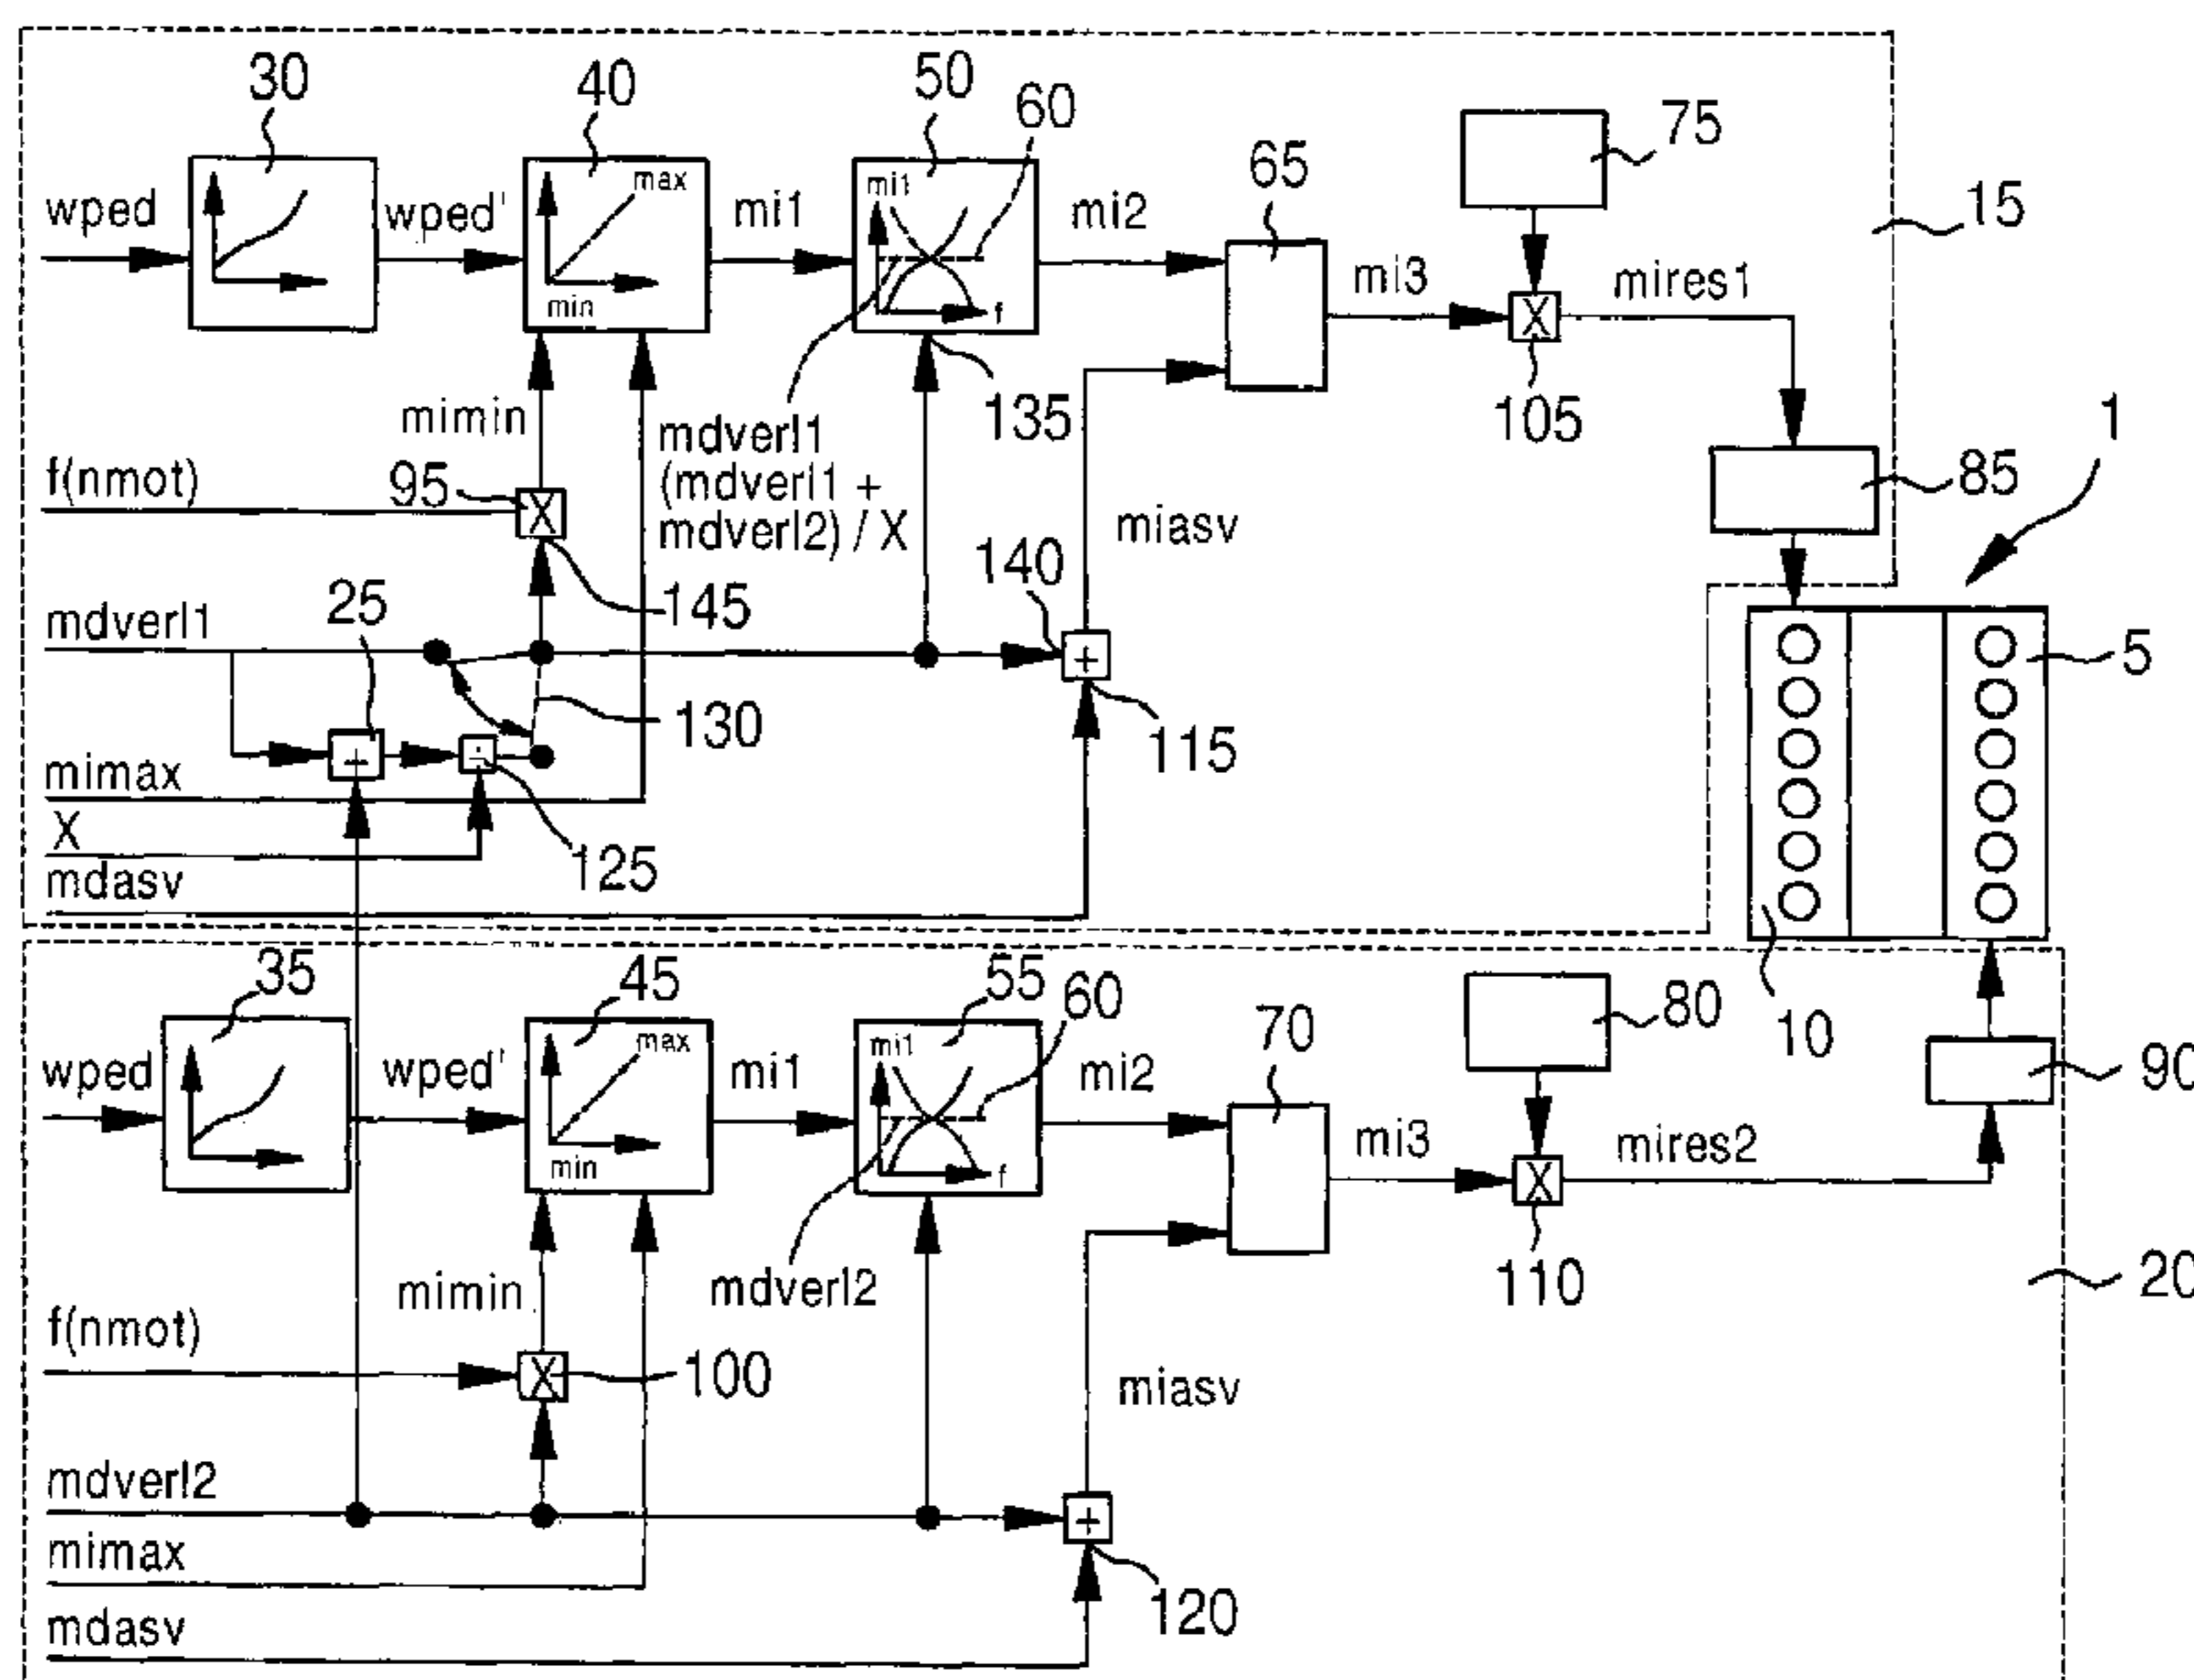 30
40
50
60
75
65
15
wped
wped'
max
min
mi1
mi1
f
mi2
mi3
mires1
105
135
mimin
mdverl1
(mdverl1 +
mdverl2) / X
f(nmot)
95
X
X
miasv
85
1
140
145
mdverl1
25
+
5
130
115
mimax
X
125
mdasv
10
35
45
55
60
80
70
90
wped
wped'
max
min
mi1
mi1
f
mi2
mi3
X
mires2
110
20
mimin
mdverl2
f(nmot)
X
100
miasv
mdverl2
+
mimax
120
mdasv